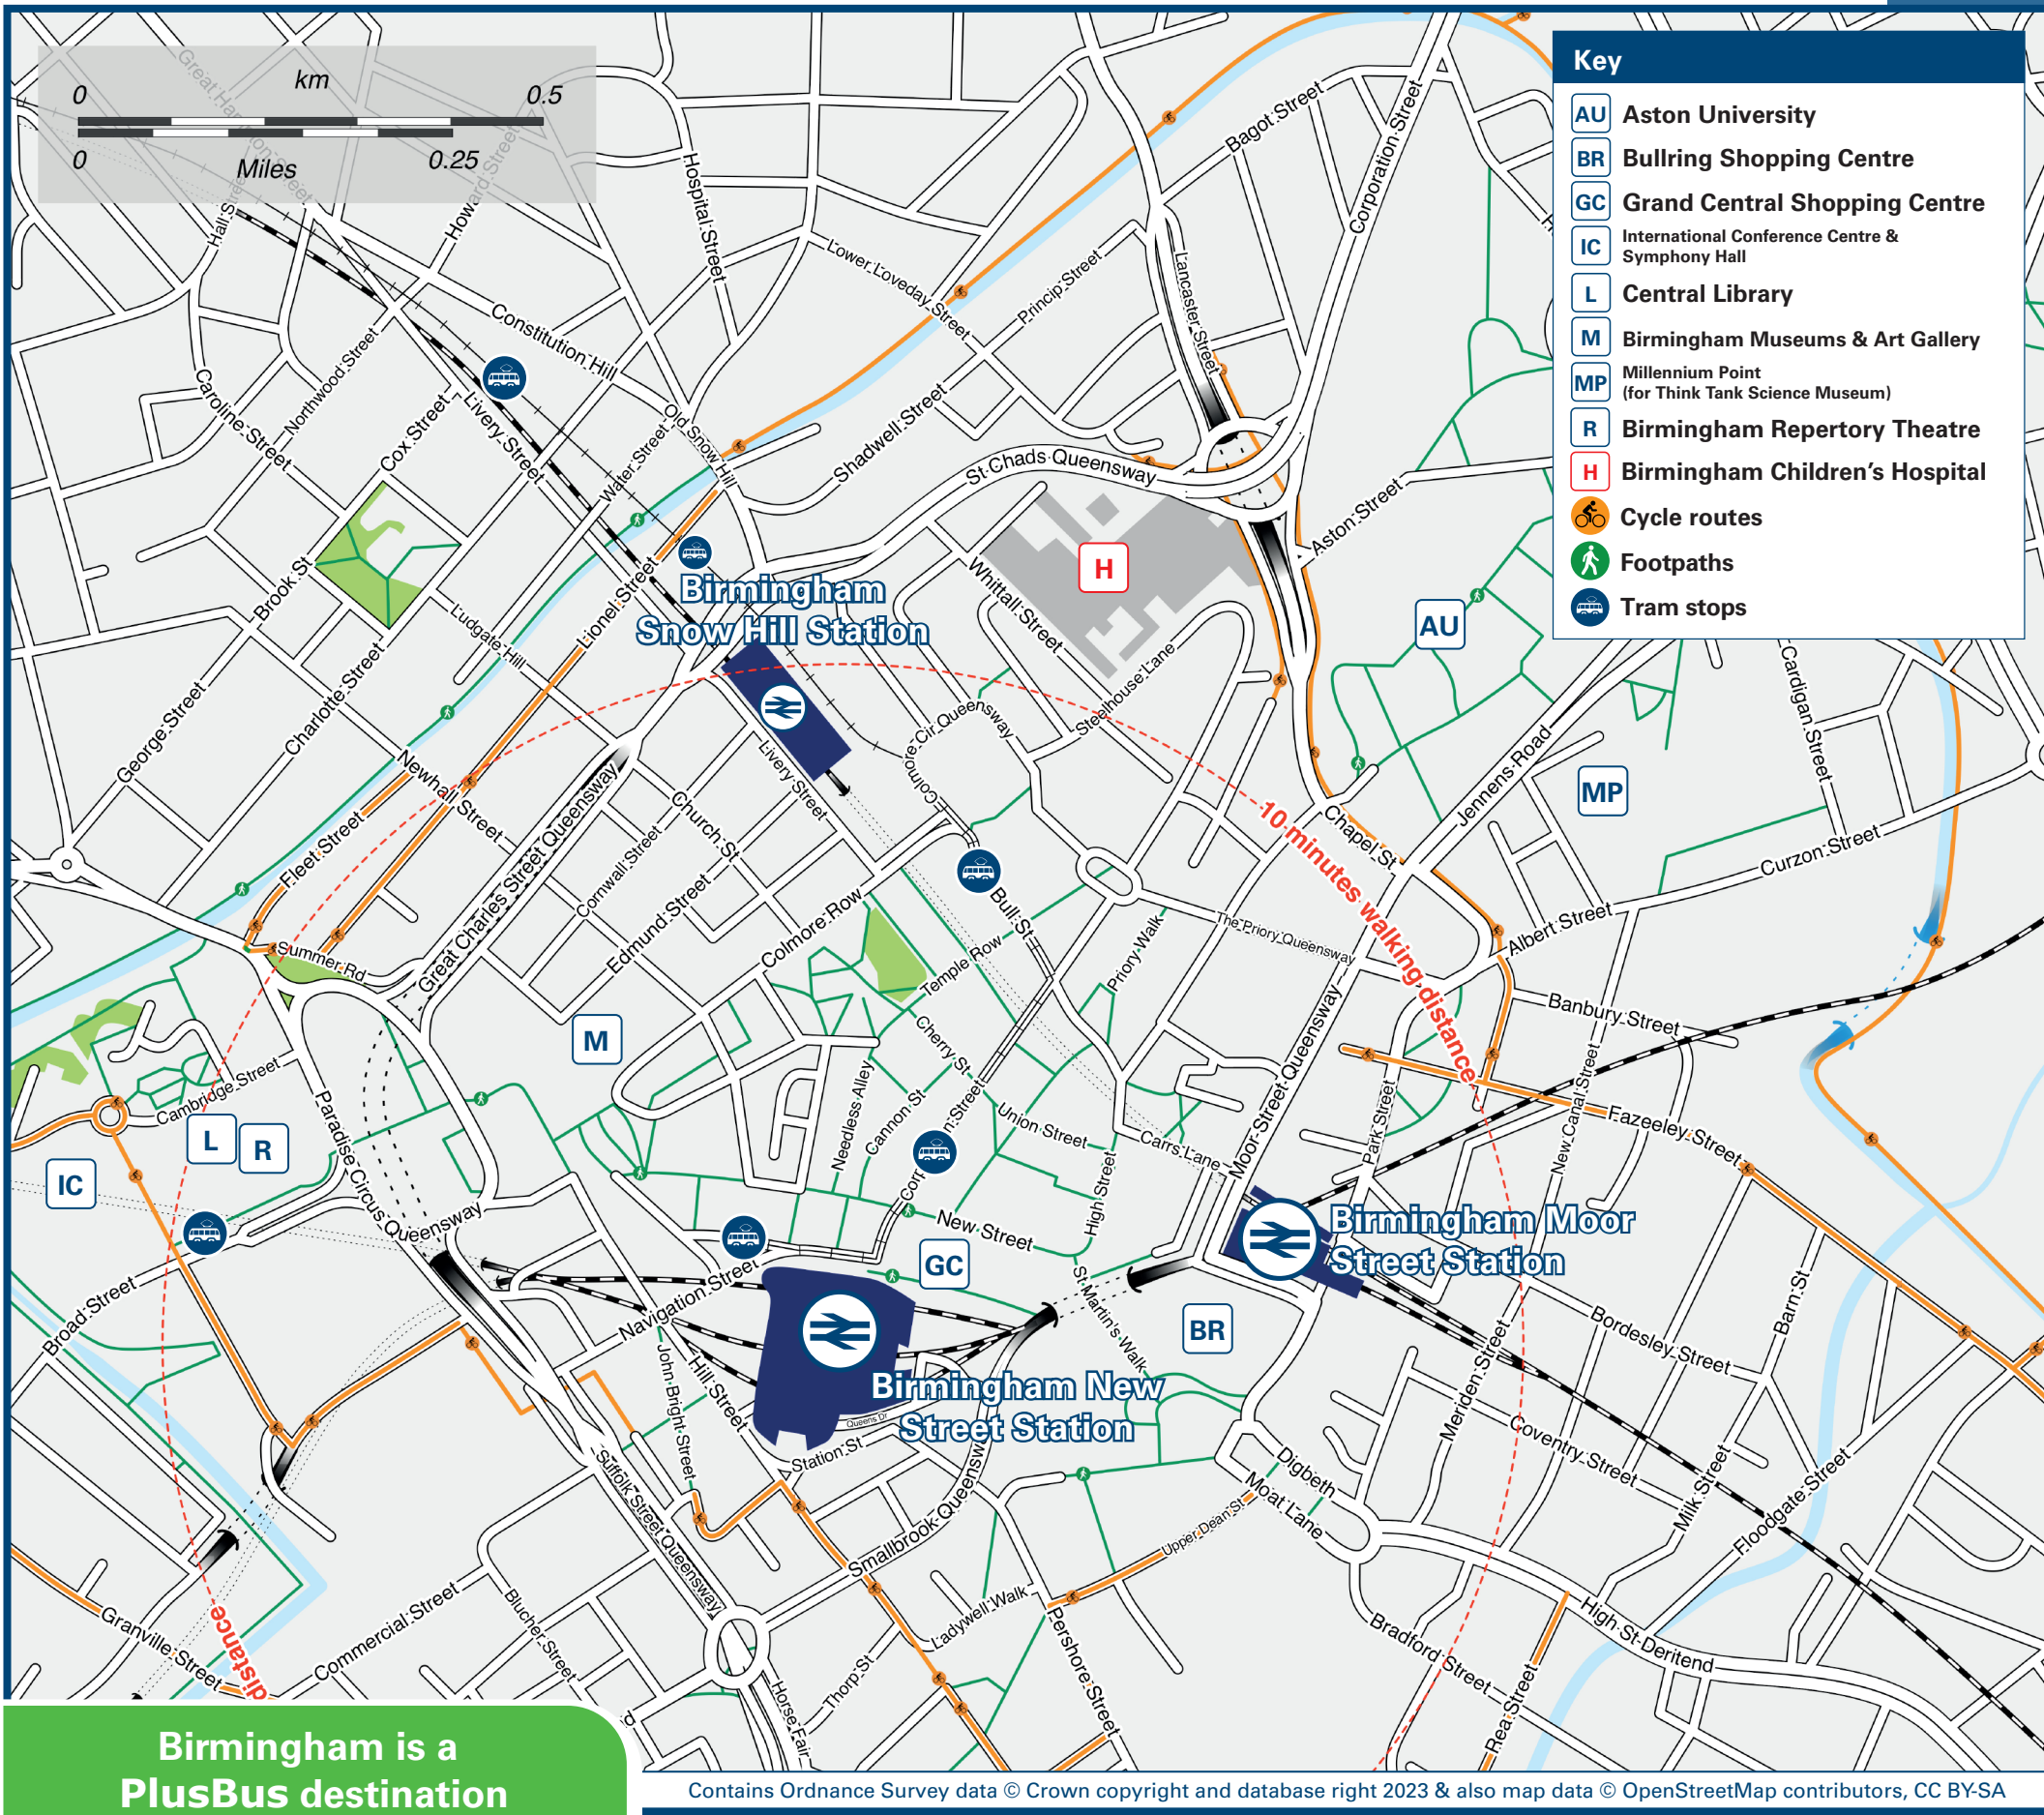 km
0 0.5
0 0.25
Miles
Key
AU Aston University
BR Bullring Shopping Centre
GC Grand Central Shopping Centre
IC International Conference Centre &
Symphony Hall
L Central Library
M Birmingham Museums & Art Gallery
MP Millennium Point
(for Think Tank Science Museum)
R Birmingham Repertory Theatre
H Birmingham Children's Hospital
Cycle routes
Footpaths
Tram stops
Hospital Street
Bagot Street
Corporation Street
Howard Street
Lower Loveday Street
Princip Street
Lancaster Street
Constitution Hill
Northwood Street
Caroline Street
Cox Street
Livery Street
Water Street
Old Snow Hill
Shadwell Street
St Chads Queensway
Aston Street
Brook St
Ludgate Hill
Lionel Street
Whittall Street
H
AU
Birmingham
Snow Hill Station
Steelhouse Lane
George Street
Charlotte Street
Newhall Street
Livery Street
Colmore Cir Queensway
Cardigan Street
Jennens Road
MP
Fleet Street
Great Charles Street Queensway
Church St
Cornwall Street
Edmund Street
Colmore Row
Bull St
10 minutes walking distance
Chapel St
Curzon Street
Albert Street
The Priory Queensway
Priory Walk
Temple Row
Summer Rd
Banbury Street
M
Cherry St
Needless Alley
Cannon St
Union Street
Carrs Lane
Moor Street Queensway
Park Street
New Canal Street
Fazeeley Street
Cambridge Street
L
R
IC
Paradise Circus Queensway
High Street
New Street
GC
Birmingham Moor
Street Station
Broad Street
Navigation Street
St Martin's Walk
BR
Bordesley Street
Barn St
Meriden Street
John Bright Street
Hill Street
Birmingham New
Street Station
Queens Dr
Station St
Coventry Street
Milk Street
Floodgate Street
Digbeth
Moat Lane
Upper Dean St
Suffolk Street Queensway
Smallbrook Queensway
Ladywell Walk
Pershore Street
Thorp St
Horse Fair
Blucher Street
Commercial Street
Granville Street
distance
Bradford Street
High St Deritend
Rea Street
Birmingham is a
PlusBus destination
Contains Ordnance Survey data © Crown copyright and database right 2023 & also map data © OpenStreetMap contributors, CC BY-SA